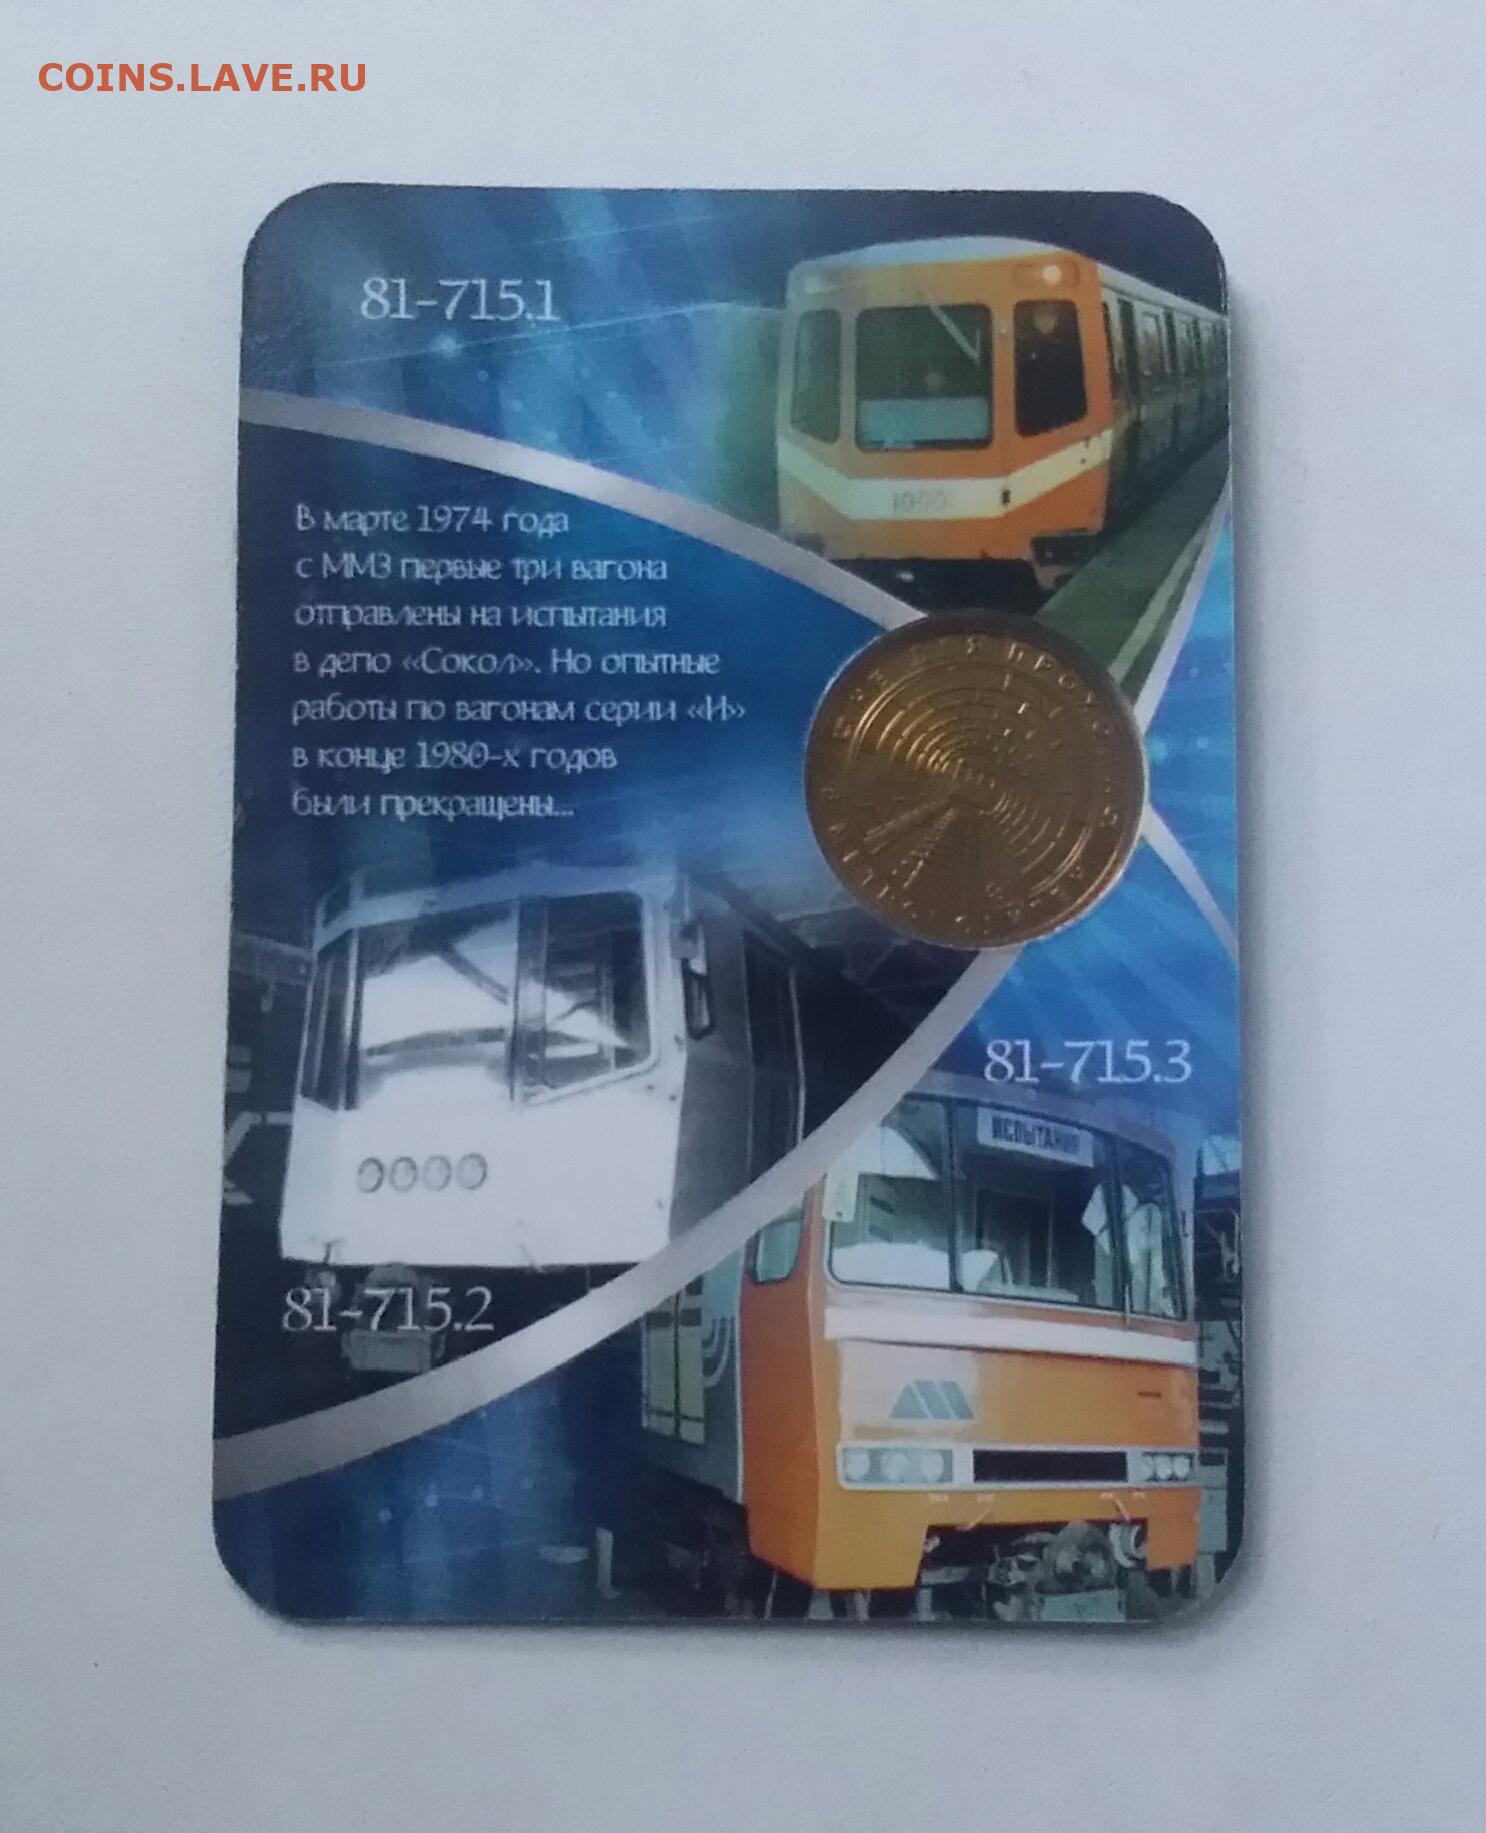 COINS.LAVE.RU
81-715.1
1000
В марте 1974 года
с ММЗ первые три вагона
отправлены на испытания
в депо «Сокол». Но опытные
работы по вагонам серии «И»
в конце 1980-х годов
были прекращены...
81-715.3
ИСПЫТАНИЯ
81-715.2